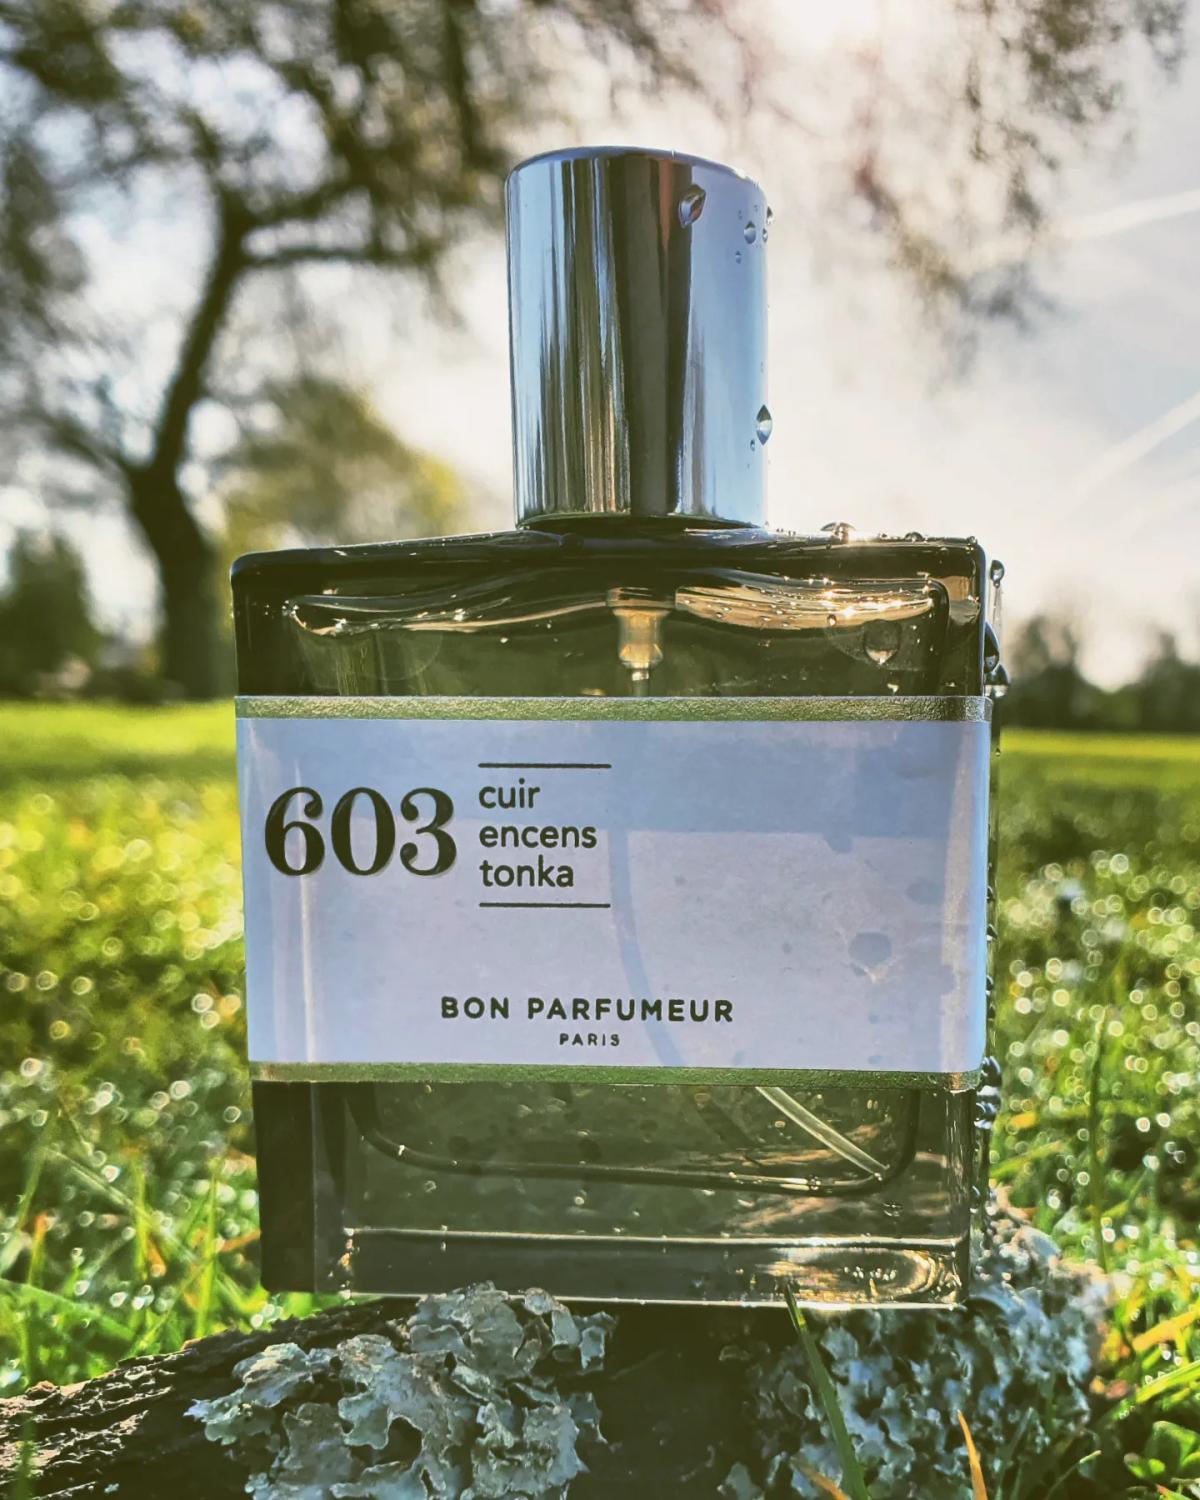 603
cuir
encens
tonka
BON PARFUMEUR
PARIS